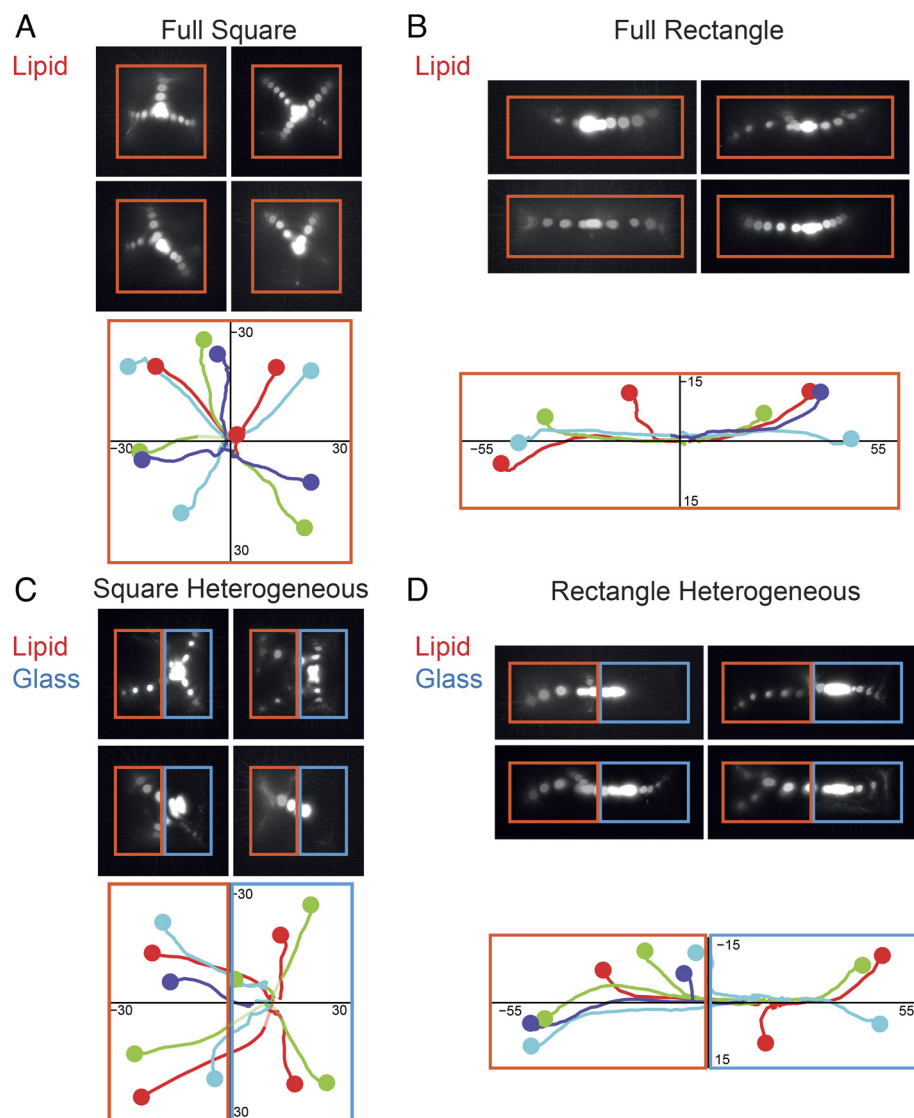 A
Full Square
Lipid
-30
-30
30
30
B
Full Rectangle
Lipid
-15
-55
55
15
C
Square Heterogeneous
Lipid
Glass
-30
-30
30
30
D
Rectangle Heterogeneous
Lipid
Glass
-15
-55
55
15